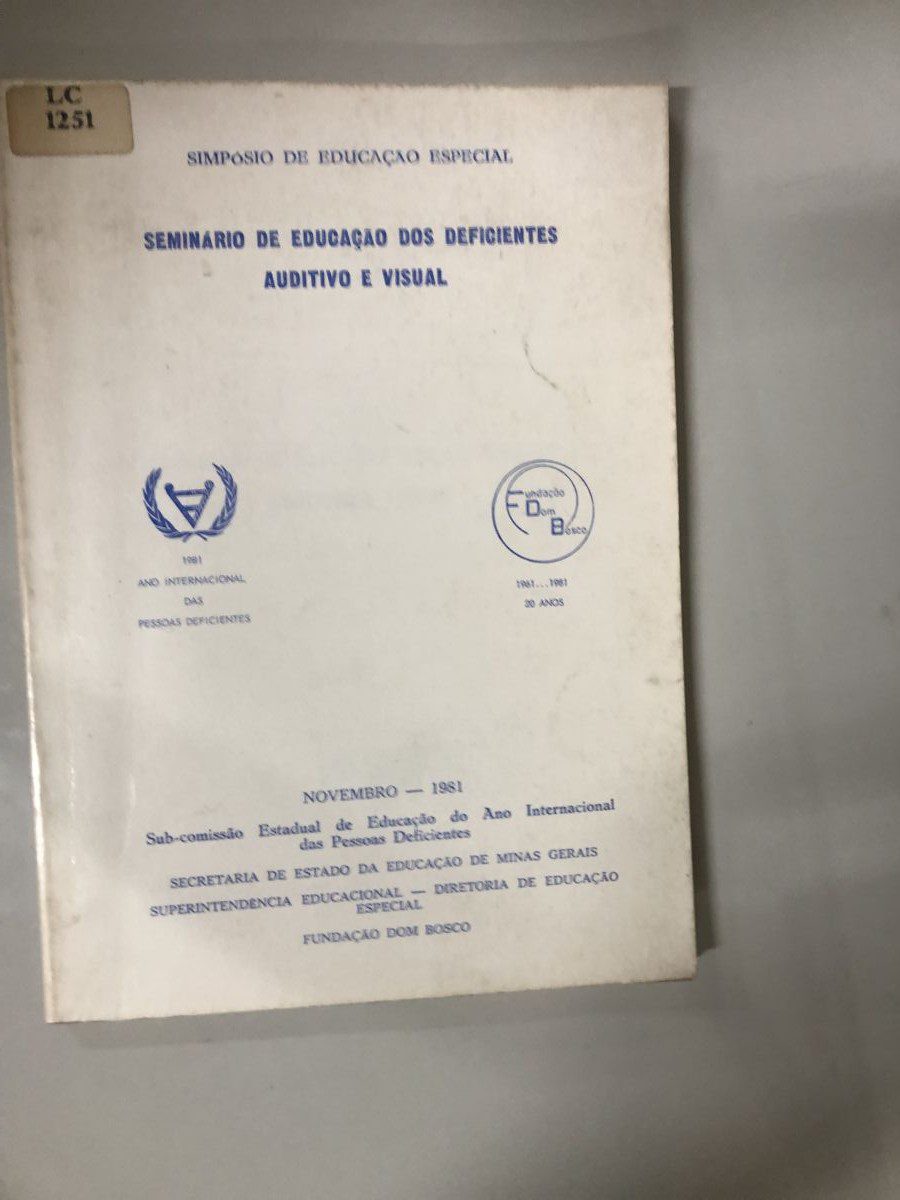 LC
1251
SIMPÓSIO DE EDUCAÇAO ESPECIAL
SEMINARIO DE EDUCAÇÃO DOS DEFICIENTES
AUDITIVO E VISUAL
1981
ANO INTERNACIONAL
DAS
PESSOAS DEFICIENTES
Fundação
Dom
Bosco
1961...1981
20 ANOS
NOVEMBRO — 1981
Sub-comissão Estadual de Educação do Ano Internacional
das Pessoas Deficientes
SECRETARIA DE ESTADO DA EDUCAÇÃO DE MINAS GERAIS
SUPERINTENDÊNCIA EDUCACIONAL — DIRETORIA DE EDUCAÇÃO
ESPECIAL
FUNDAÇÃO DOM BOSCO